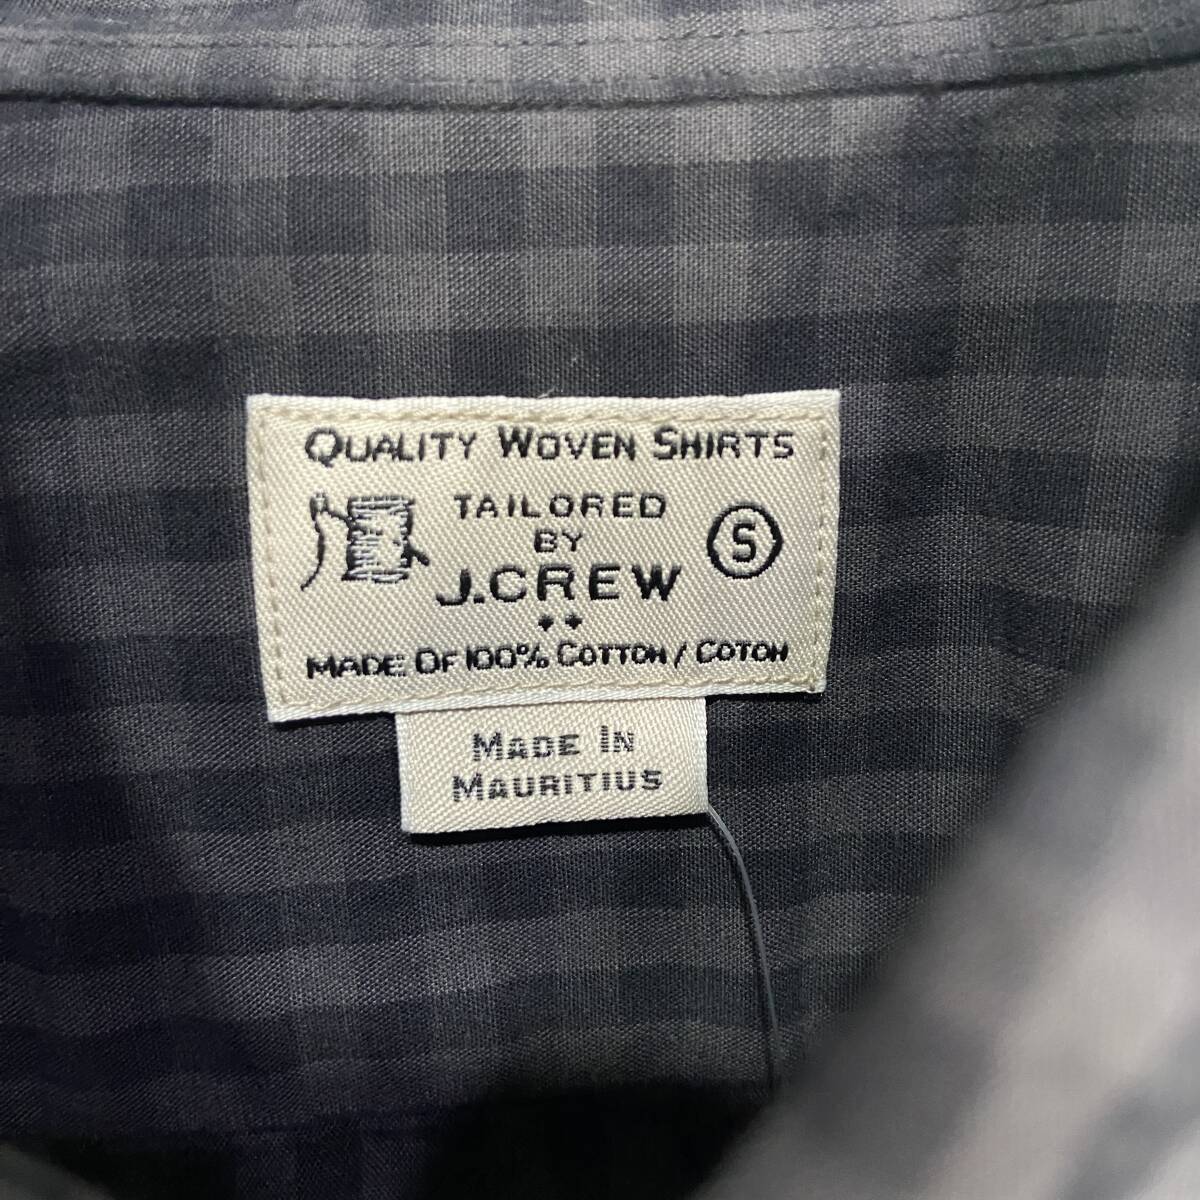 QUALITY WOVEN SHIRTS
TAILORED
BY
J.CREW
S
MADE OF 100% COTTON / COTON
MADE IN
MAURITIUS